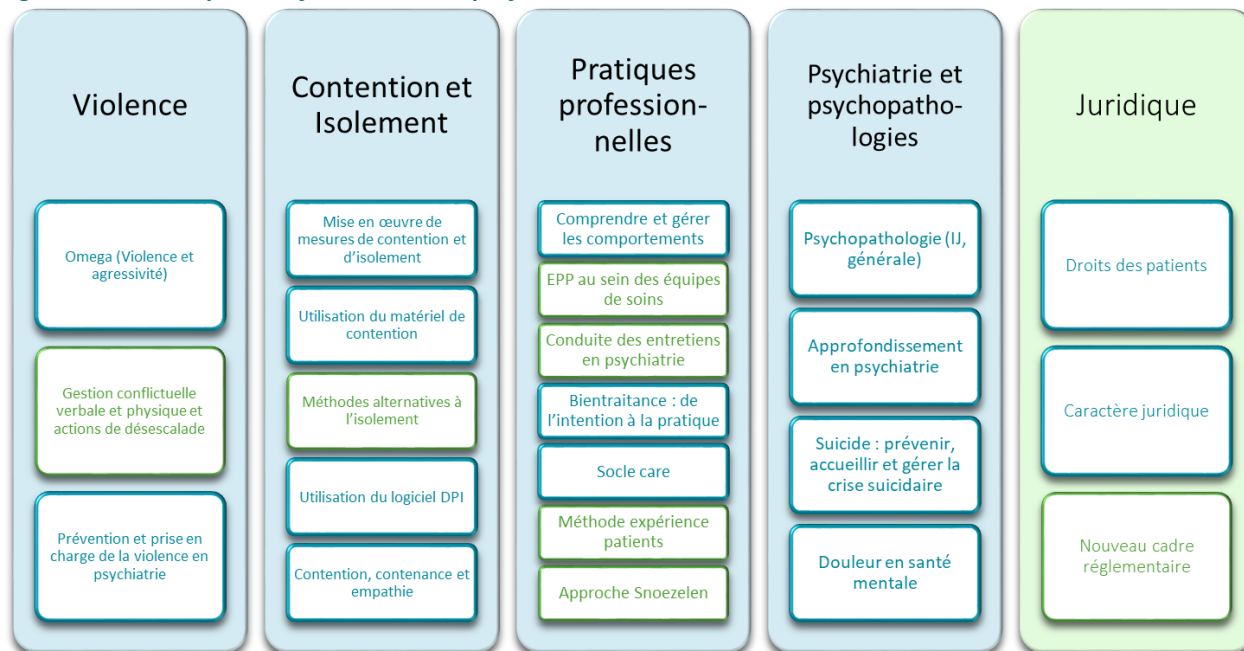 Violence
Omega (Violence et
agressivité)
Gestion conflictuelle
verbale et physique et
actions de désescalade
Prévention et prise en
charge de la violence en
psychiatrie
Contention et
Isolement
Mise en œuvre de
mesures de contention et
d'isolement
Utilisation du matériel de
contention
Méthodes alternatives à
l'isolement
Utilisation du logiciel DPI
Contention, contenance et
empathie
Pratiques
profession-
nelles
Comprendre et gérer
les comportements
EPP au sein des équipes
de soins
Conduite des entretiens
en psychiatrie
Bientraitance : de
l'intention à la pratique
Socle care
Méthode expérience
patients
Approche Snoezelen
Psychiatrie et
psychopatho-
logies
Psychopathologie (IJ,
générale)
Approfondissement
en psychiatrie
Suicide : prévenir,
accueillir et gérer la
crise suicidaire
Douleur en santé
mentale
Juridique
Droits des patients
Caractère juridique
Nouveau cadre
réglementaire